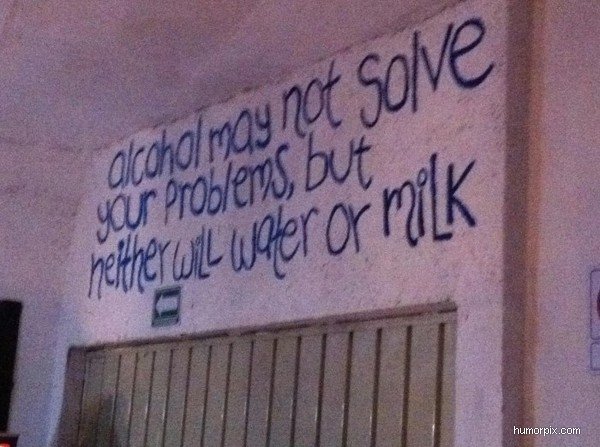 alcohol may not solve
your problems, but
neither will water or milk
humorpix.com